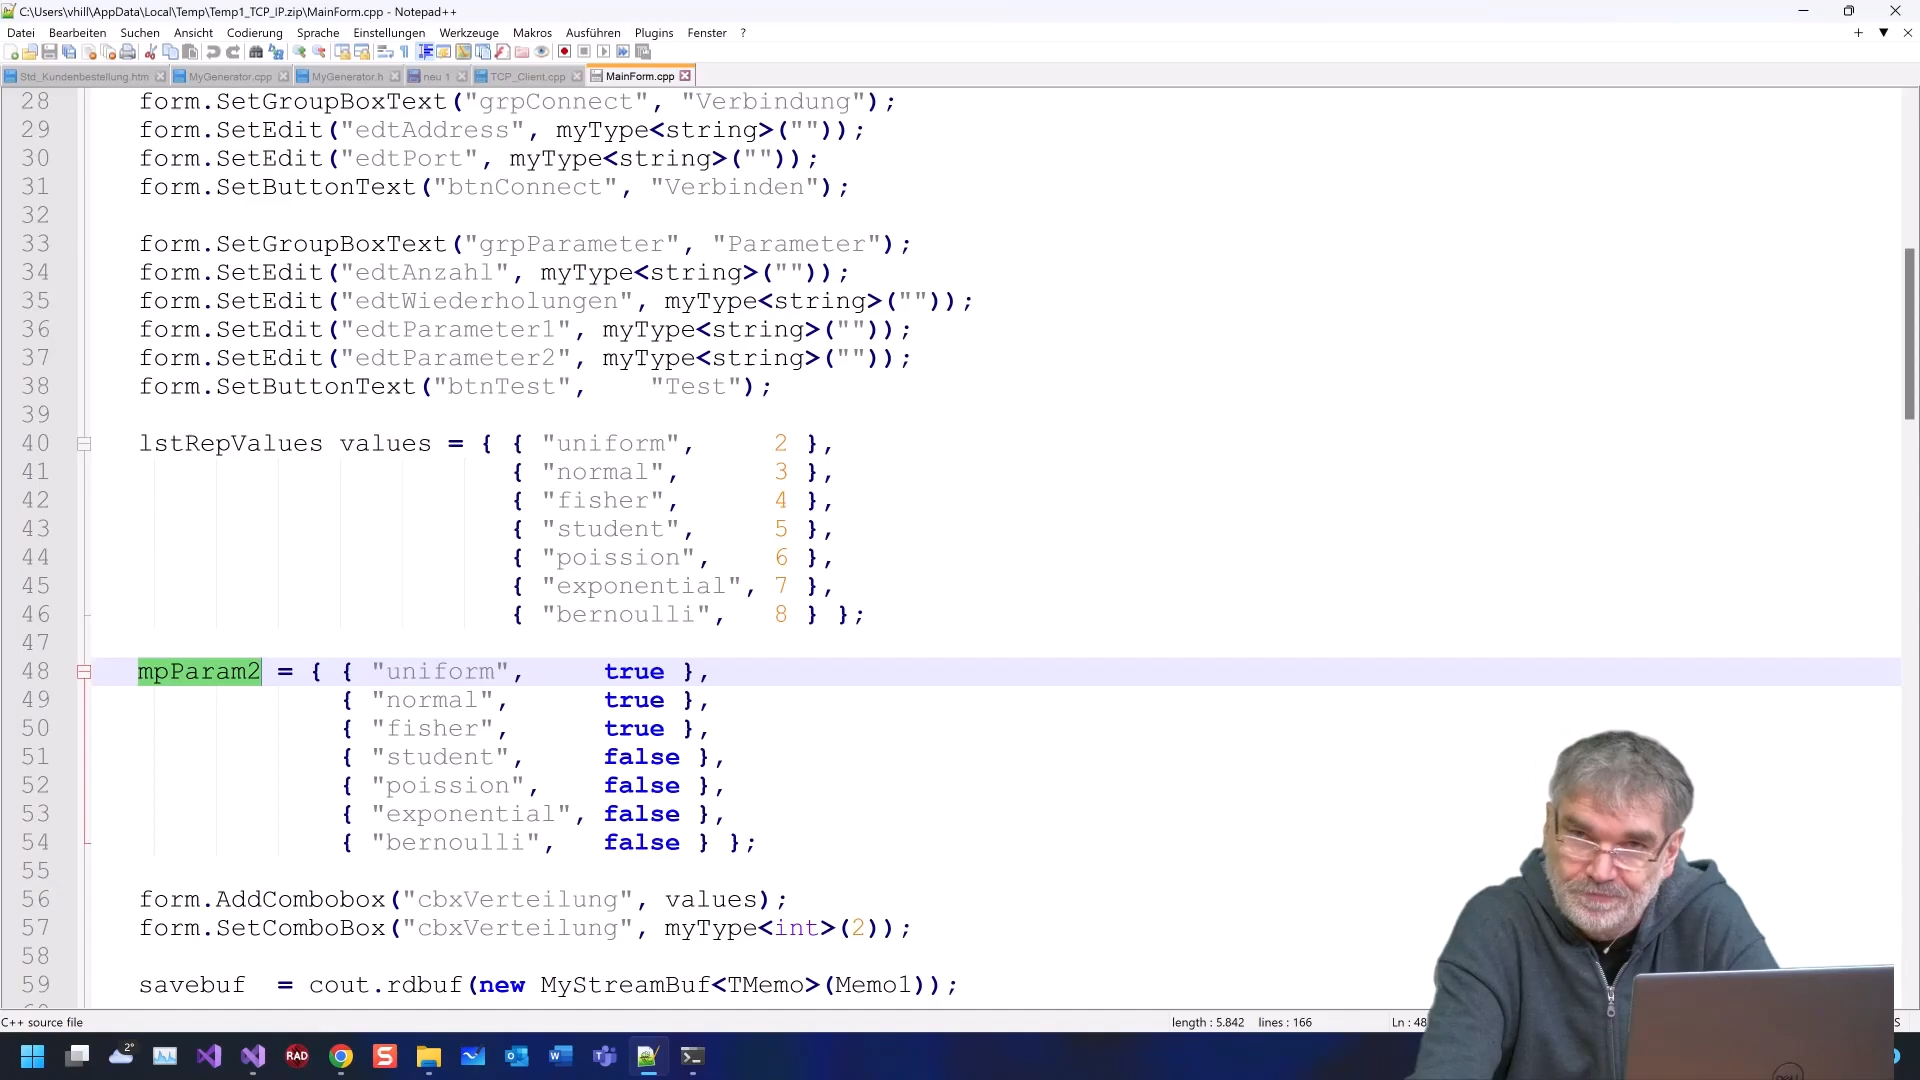 C:\Users\vhill\AppData\Local\Temp\Temp1_TCP_IP.zip\MainForm.cpp - Notepad++
Datei Bearbeiten Suchen Ansicht Codierung Sprache Einstellungen Werkzeuge Makros Ausführen Plugins Fenster ?
Std_Kundenbestellung.htm MyGenerator.cpp MyGenerator.h neu 1 TCP_Client.cpp MainForm.cpp
28 form.SetGroupBoxText("grpConnect", "Verbindung");
29 form.SetEdit("edtAddress", myType<string>(""));
30 form.SetEdit("edtPort", myType<string>(""));
31 form.SetButtonText("btnConnect", "Verbinden");
32
33 form.SetGroupBoxText("grpParameter", "Parameter");
34 form.SetEdit("edtAnzahl", myType<string>(""));
35 form.SetEdit("edtWiederholungen", myType<string>(""));
36 form.SetEdit("edtParameter1", myType<string>(""));
37 form.SetEdit("edtParameter2", myType<string>(""));
38 form.SetButtonText("btnTest", "Test");
39
40 lstRepValues values = { { "uniform", 2 },
41 { "normal", 3 },
42 { "fisher", 4 },
43 { "student", 5 },
44 { "poission", 6 },
45 { "exponential", 7 },
46 { "bernoulli", 8 } };
47
48 mpParam2 = { { "uniform", true },
49 { "normal", true },
50 { "fisher", true },
51 { "student", false },
52 { "poission", false },
53 { "exponential", false },
54 { "bernoulli", false } };
55
56 form.AddCombobox("cbxVerteilung", values);
57 form.SetComboBox("cbxVerteilung", myType<int>(2));
58
59 savebuf = cout.rdbuf(new MyStreamBuf<TMemo>(Memo1));
C++ source file length : 5.842 lines : 166 Ln : 48
2° RAD